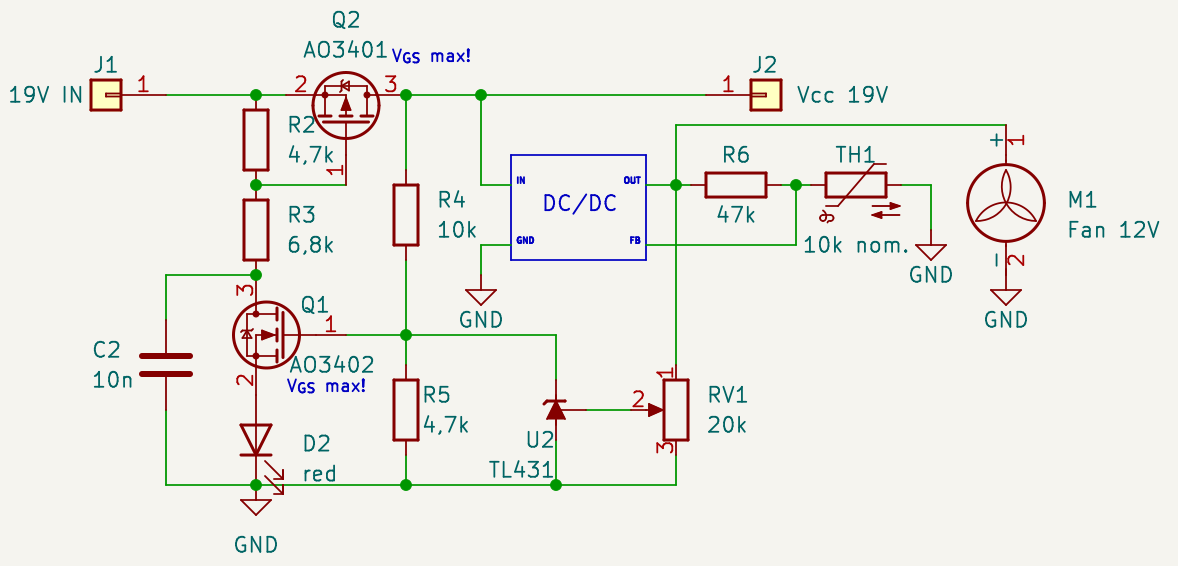 Q2
AO3401
VGS max!
J1
19V IN
1
2
3
1
J2
1
Vcc 19V
R2
4,7k
R3
6,8k
R4
10k
IN
OUT
DC/DC
GND
FB
GND
R6
47k
TH1
θ
10k nom.
GND
+
1
M1
Fan 12V
-
2
GND
3
Q1
1
AO3402
2
VGS max!
C2
10n
D2
red
GND
R5
4,7k
U2
TL431
1
2
3
RV1
20k